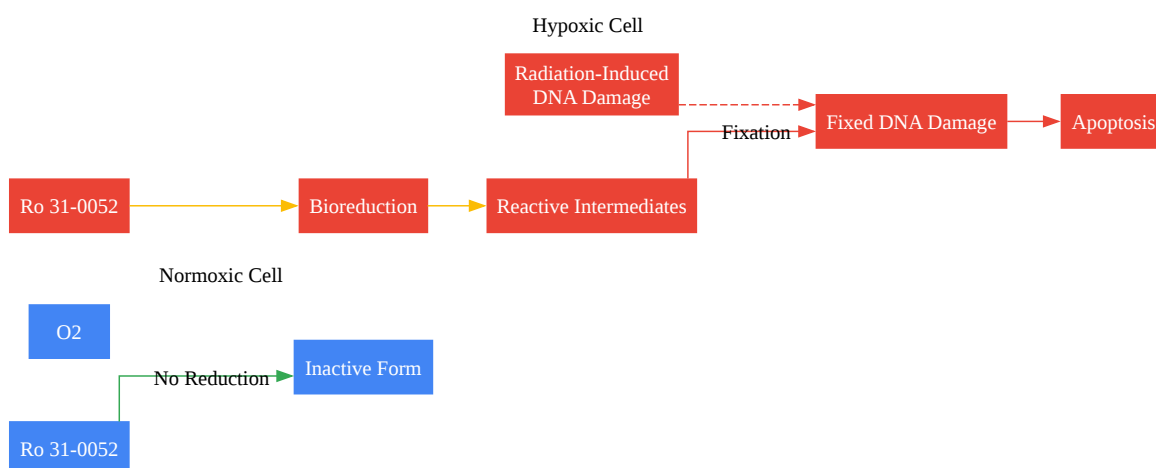 Hypoxic Cell
Radiation-Induced
DNA Damage
Fixed DNA Damage
Apoptosis
Fixation
Ro 31-0052
Bioreduction
Reactive Intermediates
Normoxic Cell
O2
Inactive Form
No Reduction
Ro 31-0052